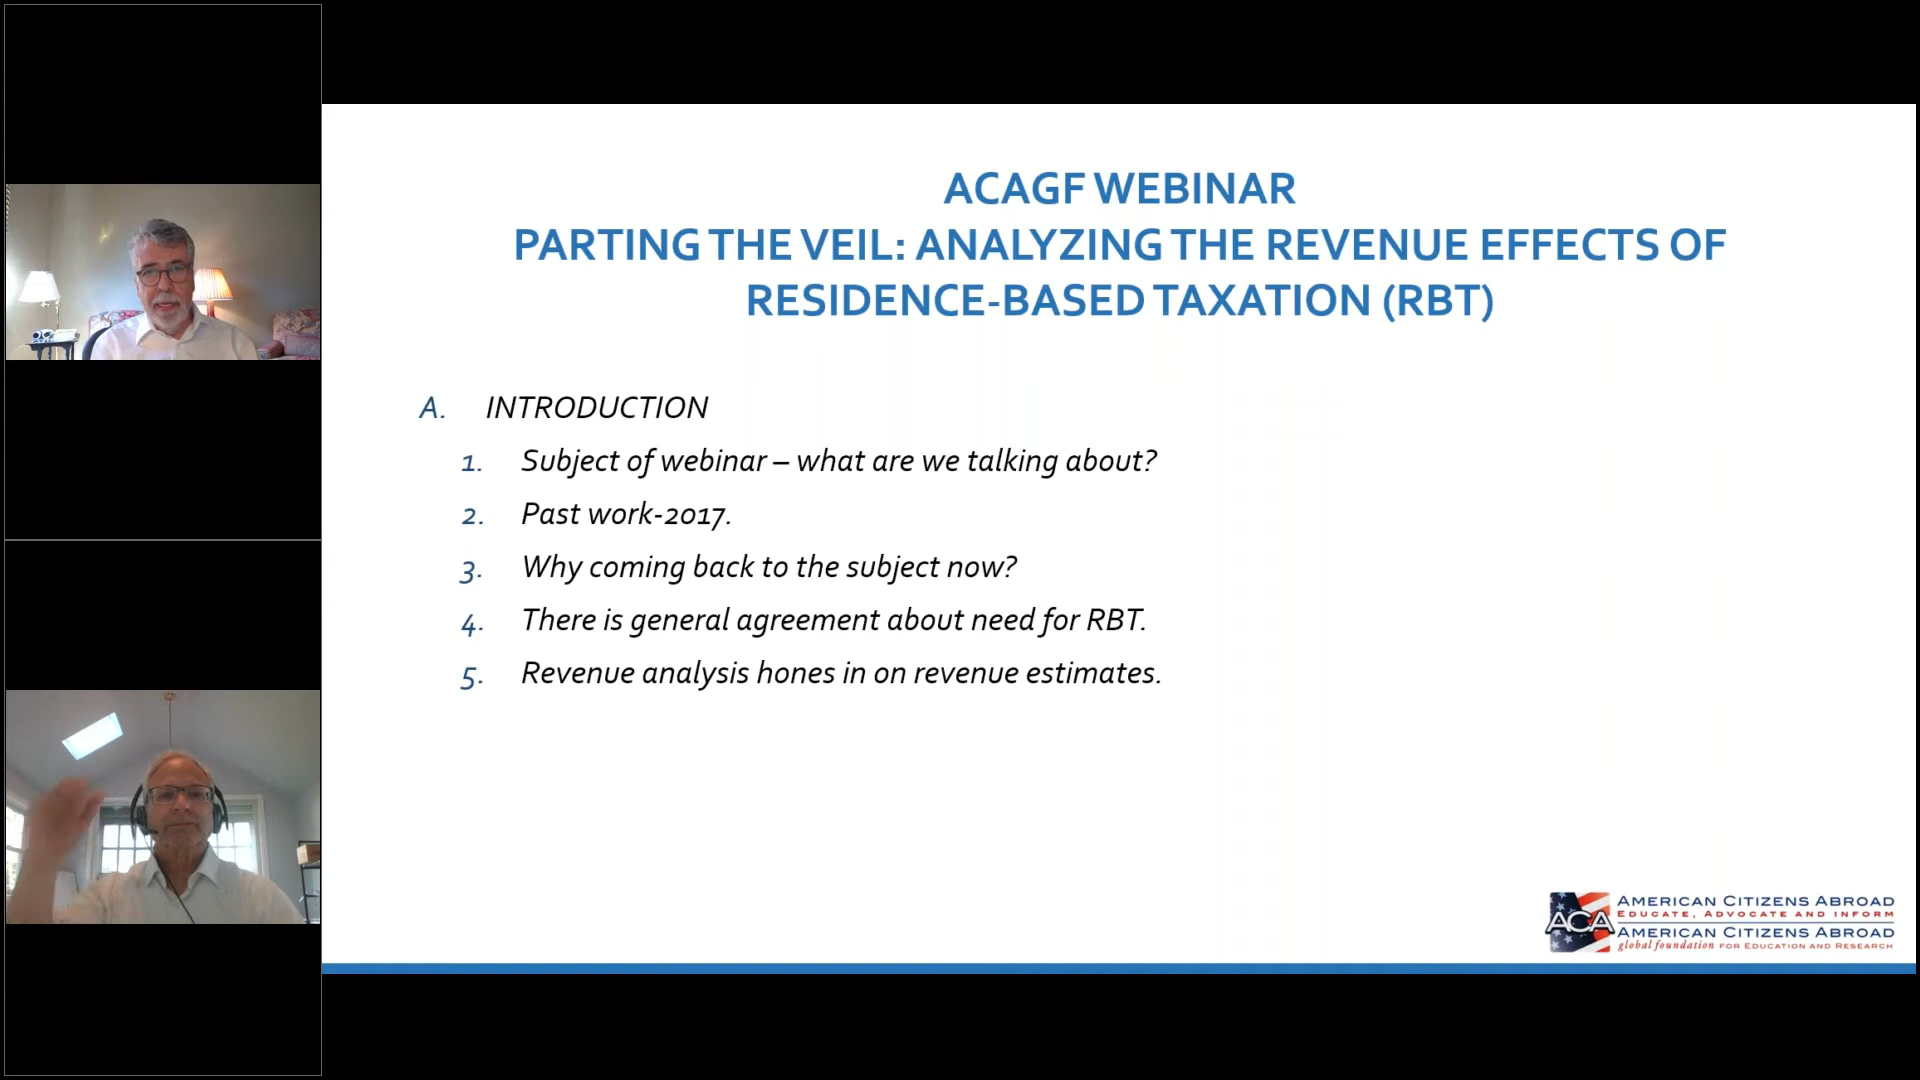 ACAGF WEBINAR
PARTING THE VEIL: ANALYZING THE REVENUE EFFECTS OF
RESIDENCE-BASED TAXATION (RBT)
A. INTRODUCTION
1. Subject of webinar – what are we talking about?
2. Past work-2017.
3. Why coming back to the subject now?
4. There is general agreement about need for RBT.
5. Revenue analysis hones in on revenue estimates.
ACA
AMERICAN CITIZENS ABROAD
EDUCATE, ADVOCATE AND INFORM
AMERICAN CITIZENS ABROAD
global foundation FOR EDUCATION AND RESEARCH